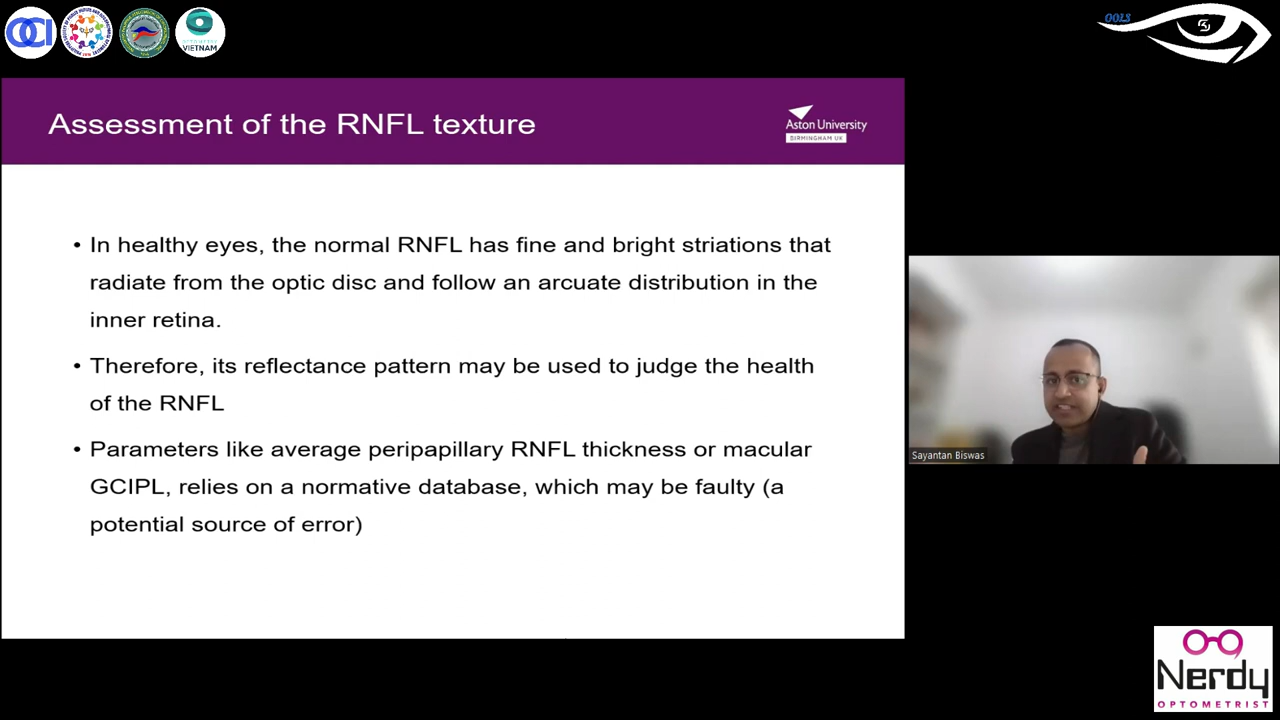 OCI
VIETNAM
OOLS
Assessment of the RNFL texture
Aston University
BIRMINGHAM UK
• In healthy eyes, the normal RNFL has fine and bright striations that
radiate from the optic disc and follow an arcuate distribution in the
inner retina.
• Therefore, its reflectance pattern may be used to judge the health
of the RNFL
• Parameters like average peripapillary RNFL thickness or macular
GCIPL, relies on a normative database, which may be faulty (a
potential source of error)
Sayantan Biswas
Nerdy
OPTOMETRIST